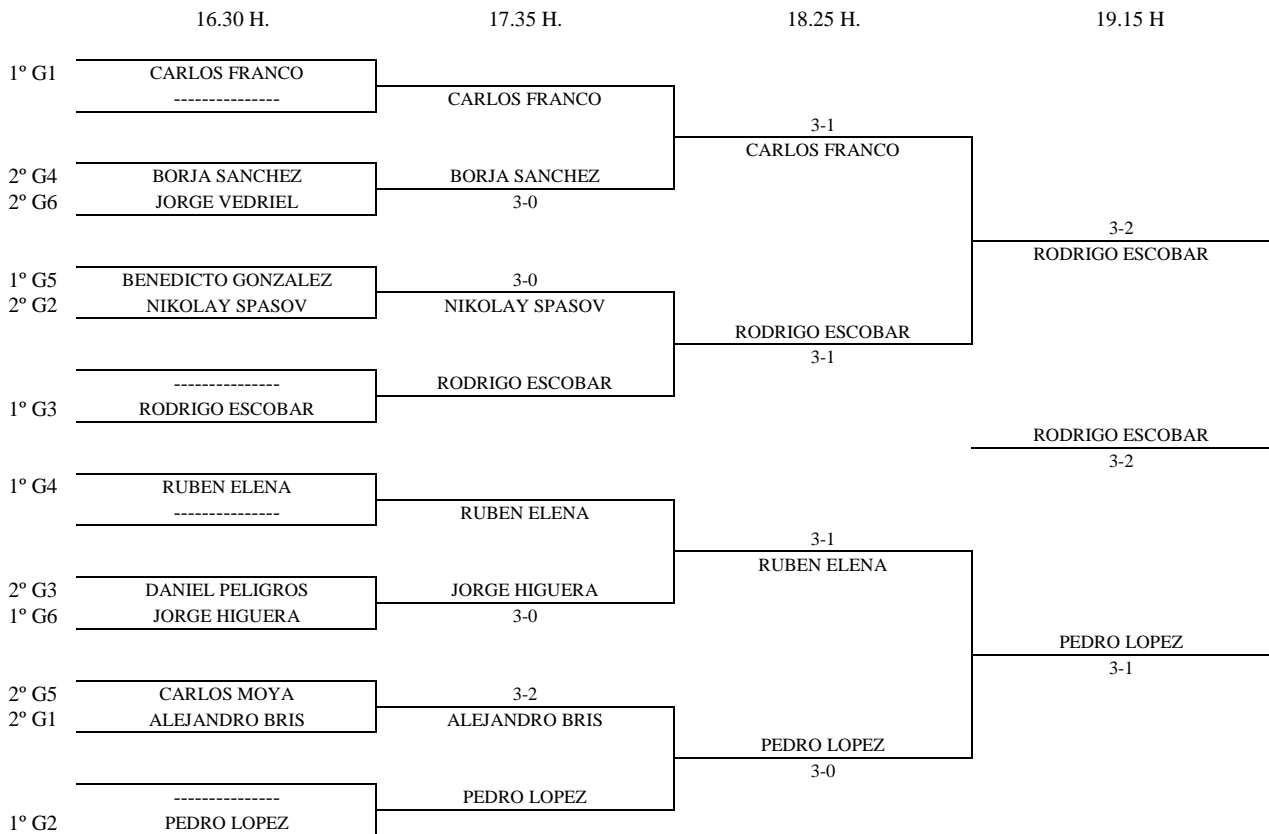 16.30 H. 17.35 H. 18.25 H. 19.15 H
1º G1 CARLOS FRANCO
--------------- CARLOS FRANCO
3-1
CARLOS FRANCO
2º G4 BORJA SANCHEZ BORJA SANCHEZ
2º G6 JORGE VEDRIEL 3-0
3-2
RODRIGO ESCOBAR
1º G5 BENEDICTO GONZALEZ 3-0
2º G2 NIKOLAY SPASOV NIKOLAY SPASOV
RODRIGO ESCOBAR
3-1
--------------- RODRIGO ESCOBAR
1º G3 RODRIGO ESCOBAR
RODRIGO ESCOBAR
3-2
1º G4 RUBEN ELENA
--------------- RUBEN ELENA
3-1
RUBEN ELENA
2º G3 DANIEL PELIGROS JORGE HIGUERA
1º G6 JORGE HIGUERA 3-0
PEDRO LOPEZ
3-1
2º G5 CARLOS MOYA 3-2
2º G1 ALEJANDRO BRIS ALEJANDRO BRIS
PEDRO LOPEZ
3-0
--------------- PEDRO LOPEZ
1º G2 PEDRO LOPEZ